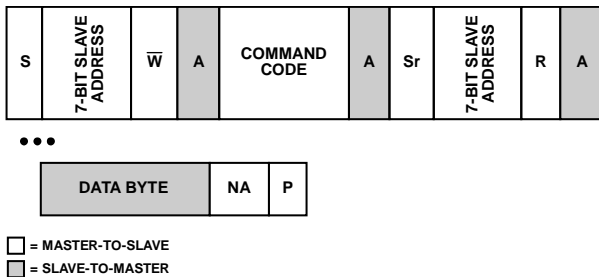 S
7-BIT SLAVE
ADDRESS
W̅
A
COMMAND
CODE
A
Sr
7-BIT SLAVE
ADDRESS
R
A
•••
DATA BYTE
NA
P
= MASTER-TO-SLAVE
= SLAVE-TO-MASTER